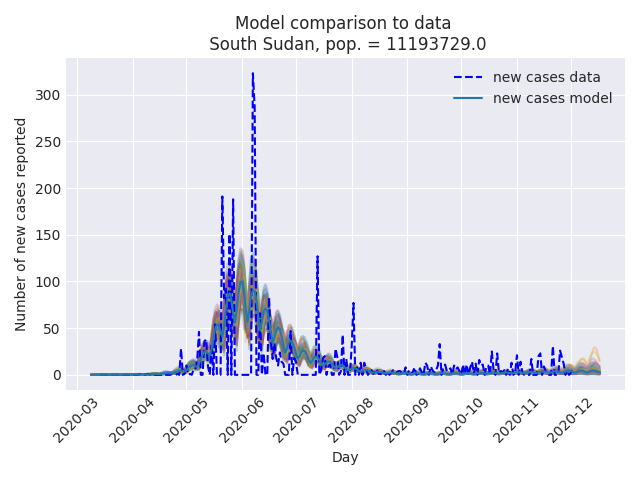 Model comparison to data
South Sudan, pop. = 11193729.0
new cases data
new cases model
Number of new cases reported
300
250
200
150
100
50
0
2020-03
2020-04
2020-05
2020-06
2020-07
2020-08
2020-09
2020-10
2020-11
2020-12
Day